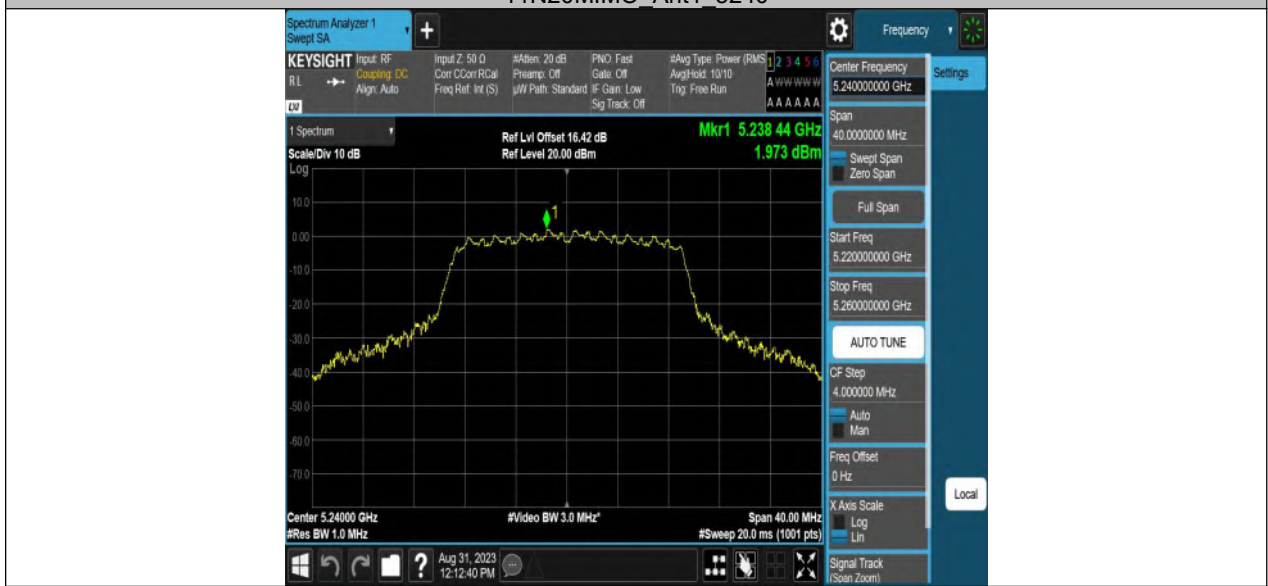 11N20MIMO_Ant1_5240
Spectrum Analyzer 1
Swept SA
+
Frequency
KEYSIGHT
RL
LXI
Input: RF
Coupling: DC
Align: Auto
Input Z: 50 Ω
Corr CCorr RCal
Freq Ref: Int (S)
#Atten: 20 dB
Preamp: Off
µW Path: Standard
PNO: Fast
Gate: Off
IF Gain: Low
Sig Track: Off
#Avg Type: Power (RMS
Avg|Hold: 10/10
Trig: Free Run
1 2 3 4 5 6
A W W W W W
A A A A A A
1 Spectrum
Scale/Div 10 dB
Log
Ref Lvl Offset 16.42 dB
Ref Level 20.00 dBm
Mkr1 5.238 44 GHz
1.973 dBm
1
10.0
0.00
-10.0
-20.0
-30.0
-40.0
-50.0
-60.0
-70.0
Center 5.24000 GHz
#Res BW 1.0 MHz
#Video BW 3.0 MHz*
Span 40.00 MHz
#Sweep 20.0 ms (1001 pts)
Center Frequency
5.240000000 GHz
Settings
Span
40.0000000 MHz
Swept Span
Zero Span
Full Span
Start Freq
5.220000000 GHz
Stop Freq
5.260000000 GHz
AUTO TUNE
CF Step
4.000000 MHz
Auto
Man
Freq Offset
0 Hz
X Axis Scale
Log
Lin
Local
Signal Track
(Span Zoom)
?
Aug 31, 2023
12:12:40 PM